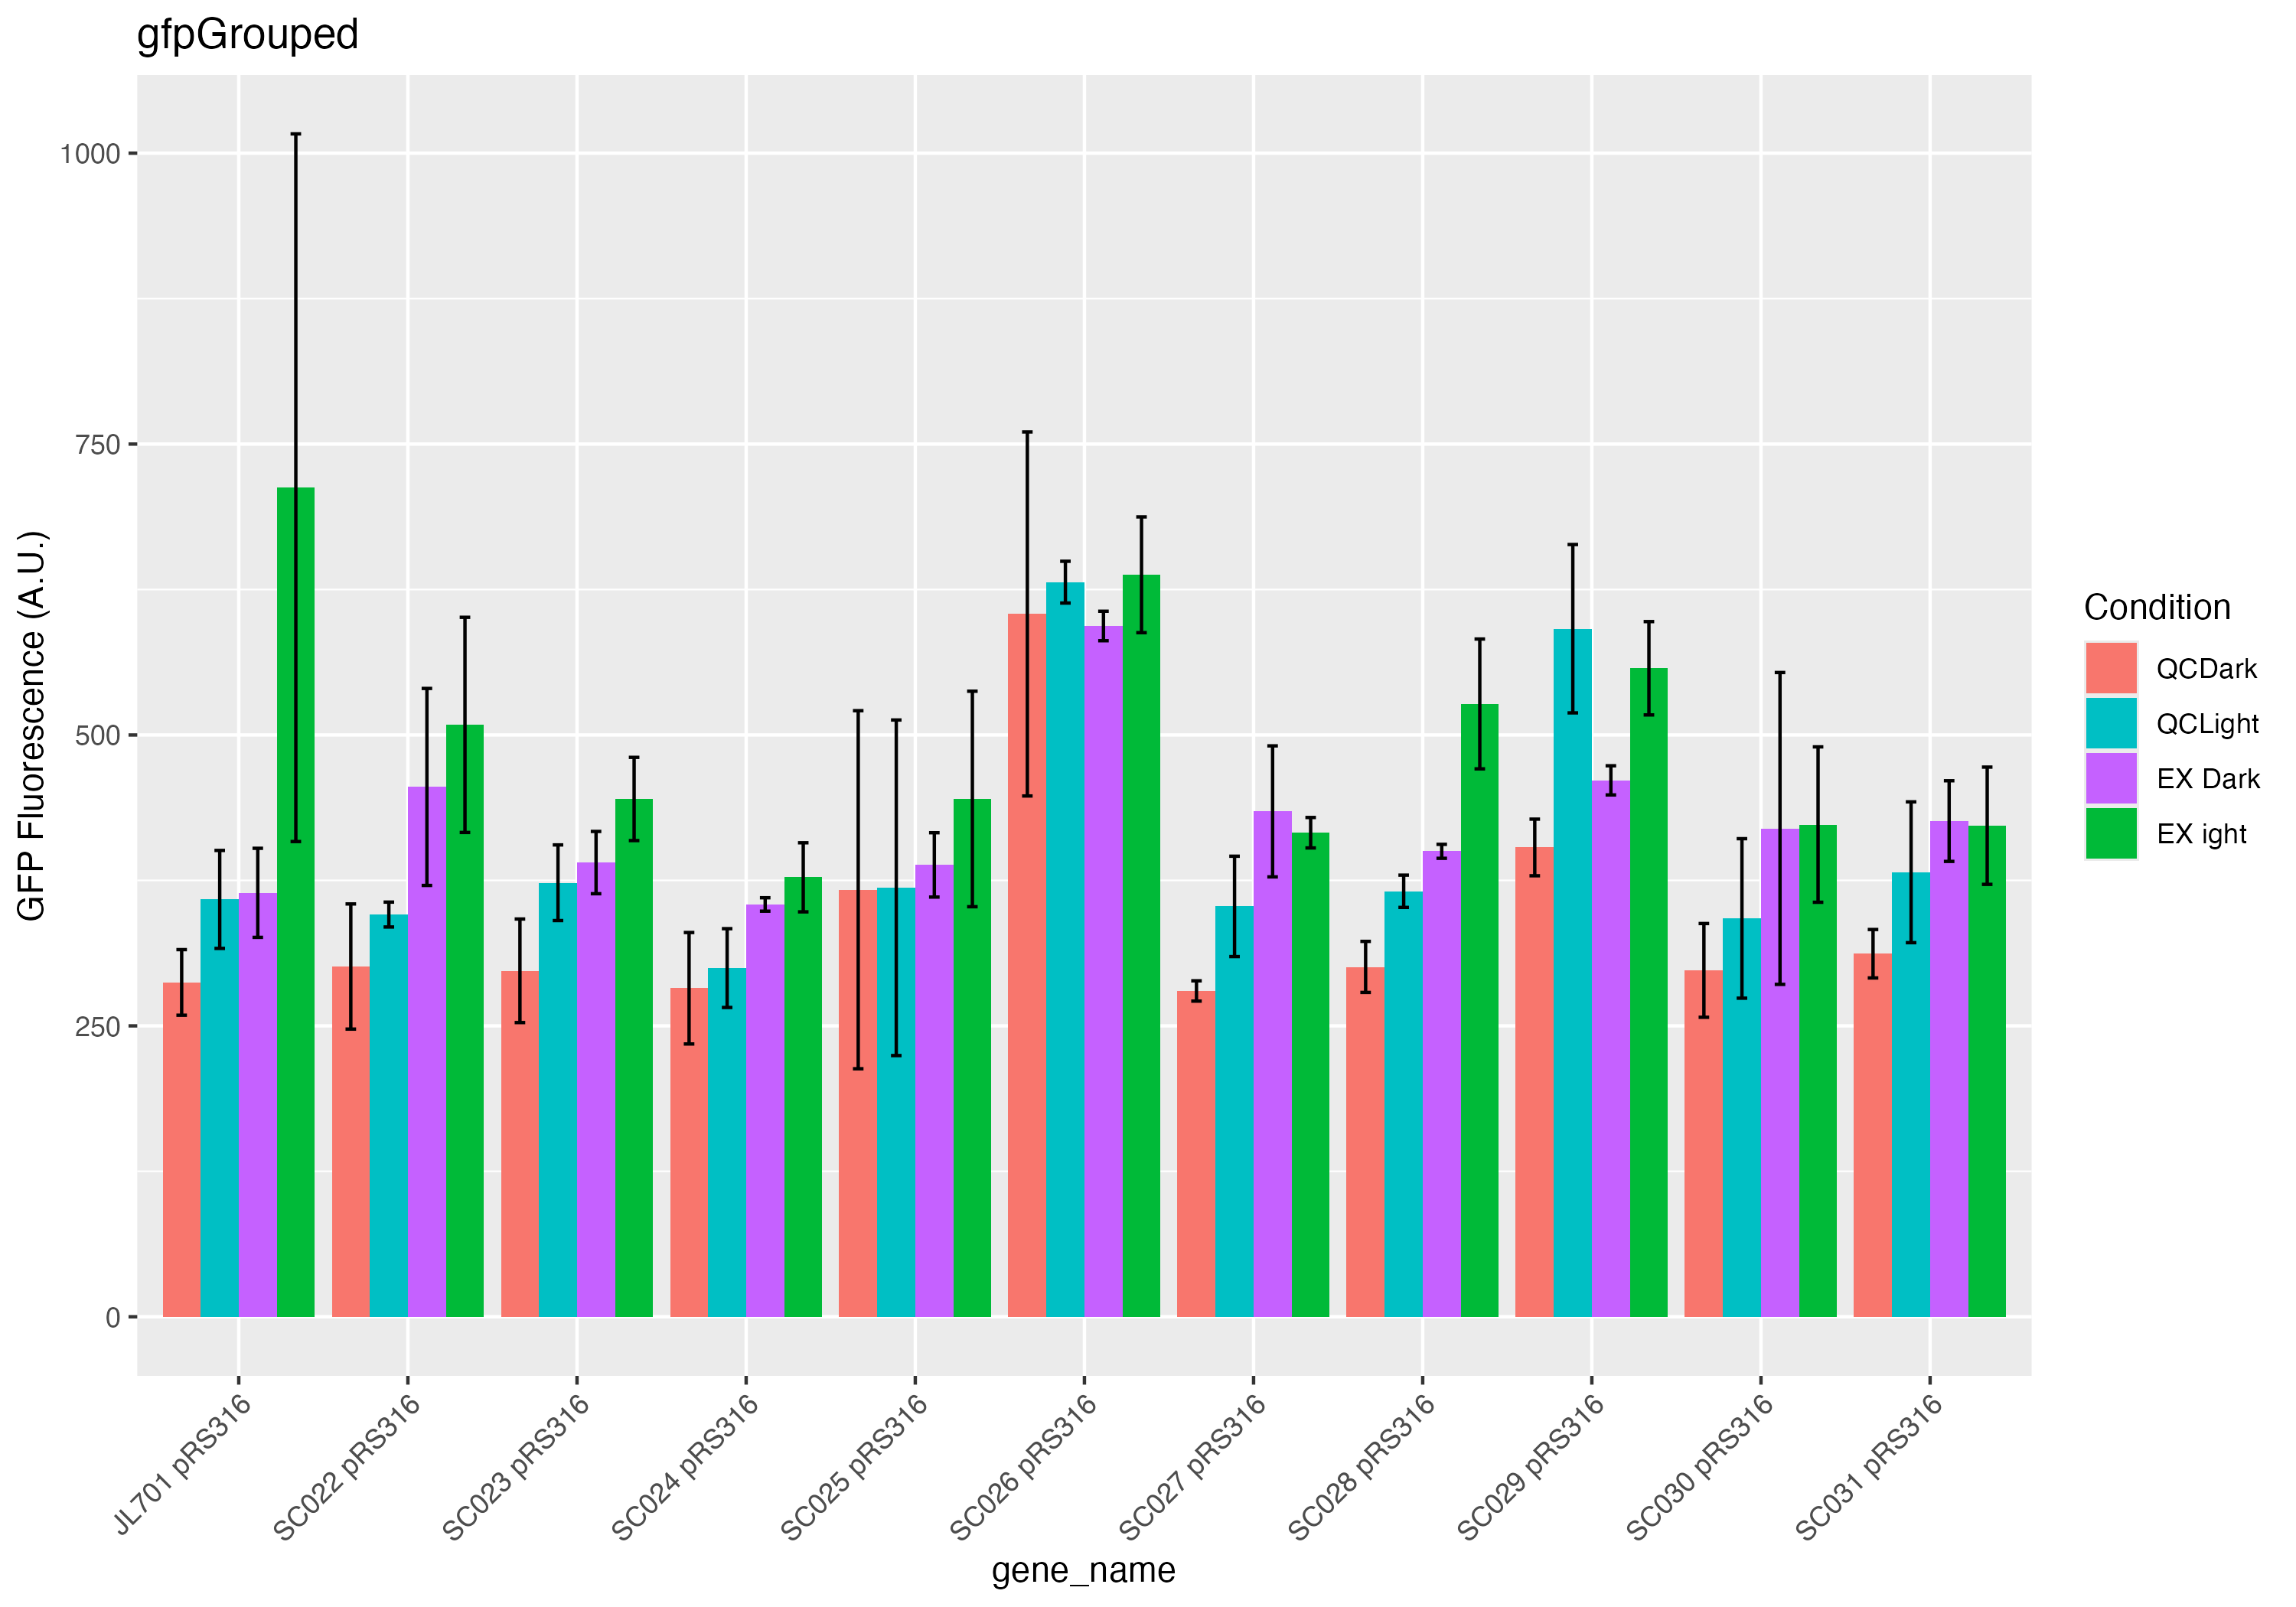 gfpGrouped
GFP Fluorescence (A.U.)
1000
750
500
250
0
JL701 pRS316
SC022 pRS316
SC023 pRS316
SC024 pRS316
SC025 pRS316
SC026 pRS316
SC027 pRS316
SC028 pRS316
SC029 pRS316
SC030 pRS316
SC031 pRS316
gene_name
Condition
QCDark
QCLight
EX Dark
EX ight